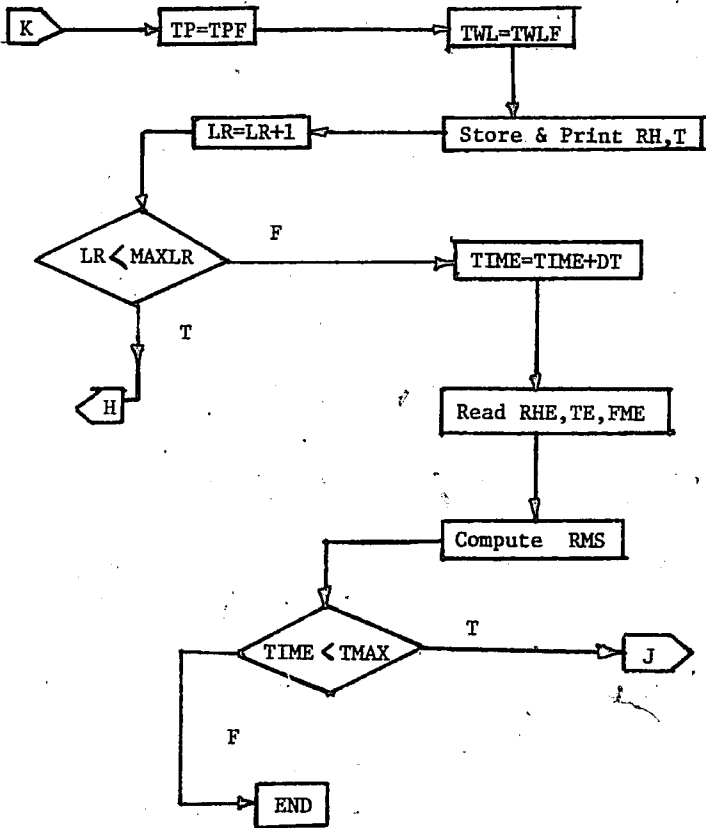 K
TP=TPF
TWL=TWLF
Store & Print RH,T
LR=LR+1
LR < MAXLR
F
TIME=TIME+DT
T
H
Read RHE,TE,FME
Compute RMS
TIME < TMAX
T
J
F
END